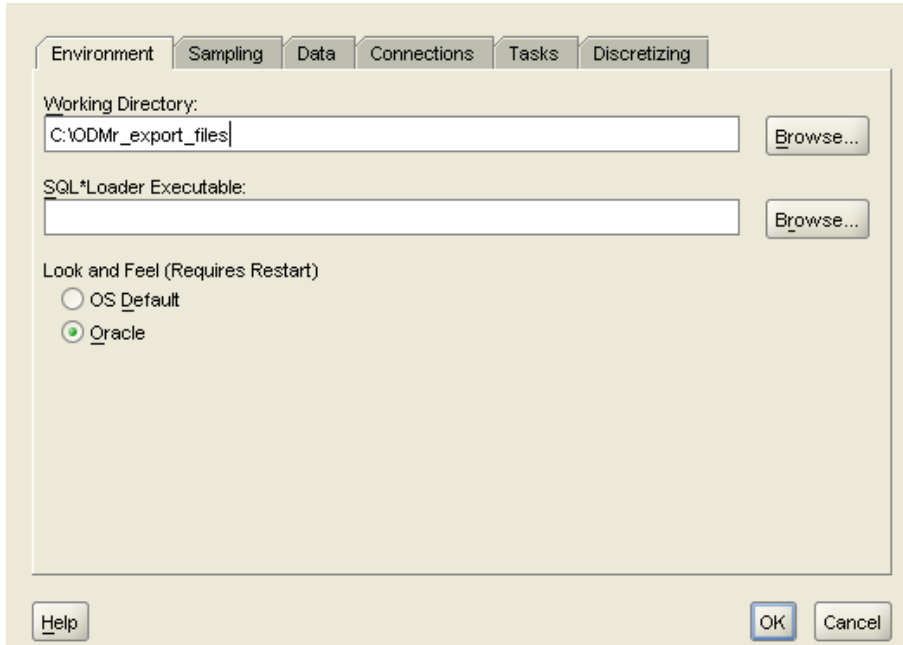 Environment Sampling Data Connections Tasks Discretizing
Working Directory:
C:\ODMr_export_files
Browse...
SQL*Loader Executable:
Browse...
Look and Feel (Requires Restart)
OS Default
Oracle
Help OK Cancel